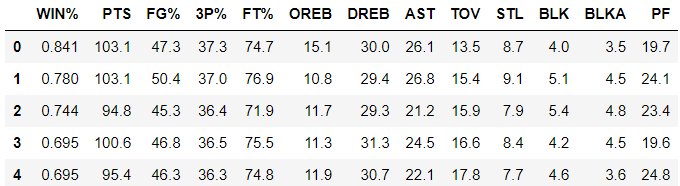 WIN% PTS FG% 3P% FT% OREB DREB AST TOV STL BLK BLKA PF
0 0.841 103.1 47.3 37.3 74.7 15.1 30.0 26.1 13.5 8.7 4.0 3.5 19.7
1 0.780 103.1 50.4 37.0 76.9 10.8 29.4 26.8 15.4 9.1 5.1 4.5 24.1
2 0.744 94.8 45.3 36.4 71.9 11.7 29.3 21.2 15.9 7.9 5.4 4.8 23.4
3 0.695 100.6 46.8 36.5 75.5 11.3 31.3 24.5 16.6 8.4 4.2 4.5 19.6
4 0.695 95.4 46.3 36.3 74.8 11.9 30.7 22.1 17.8 7.7 4.6 3.6 24.8